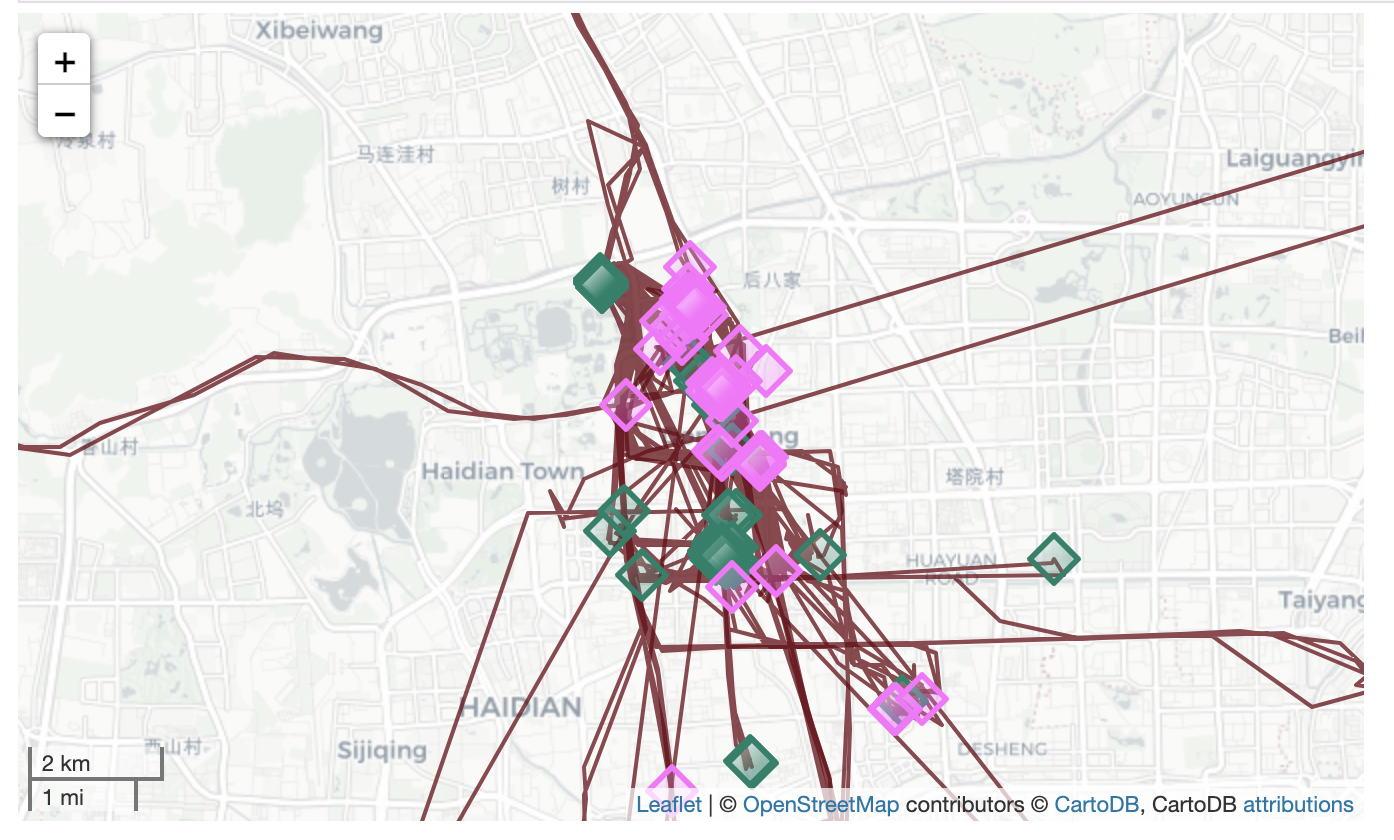 Xibeiwang
+
−
冷泉村
马连洼村
树村
Laiguangyin
AOYUNCUN
后八家
Beih
香山村
Haidian Town
塔院村
北坞
HUAYUAN
ROAD
Taiyang
HAIDIAN
西山村
Sijiqing
DESHENG
2 km
1 mi
Leaflet | © OpenStreetMap contributors © CartoDB, CartoDB attributions